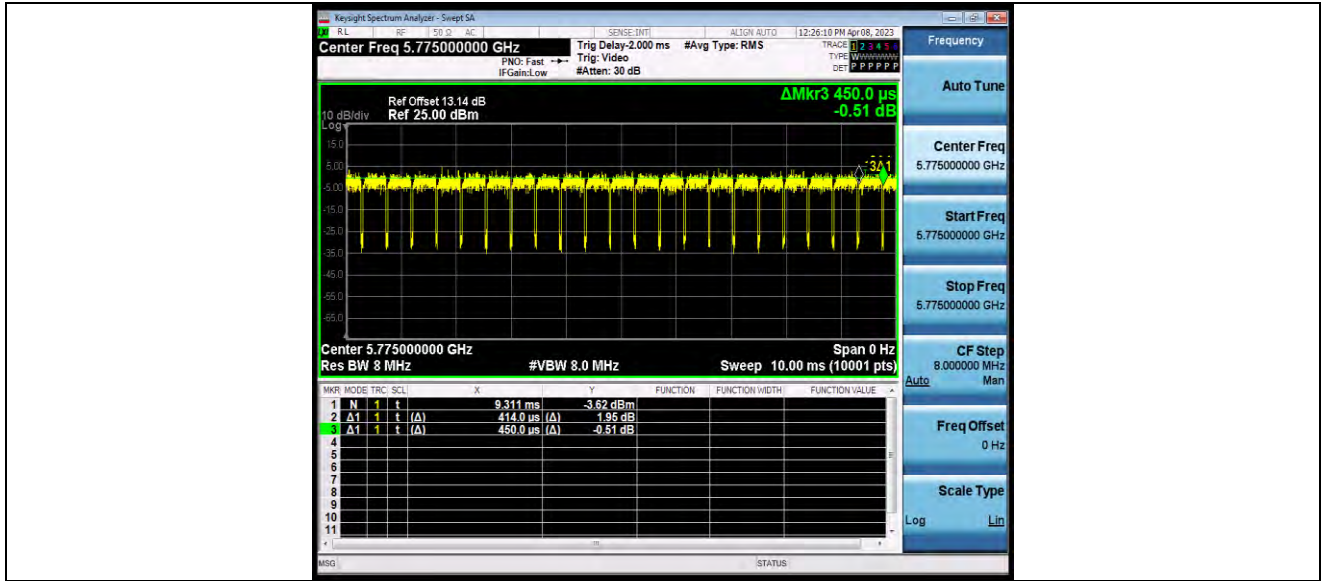 Keysight Spectrum Analyzer - Swept SA
RL RF 50 Ω AC SENSE:INT ALIGN AUTO 12:26:10 PM Apr 08, 2023
Center Freq 5.775000000 GHz
PNO: Fast
IFGain:Low
Trig Delay-2.000 ms
Trig: Video
#Atten: 30 dB
#Avg Type: RMS
TRACE 1 2 3 4 5 6
TYPE WWWWWW
DET P P P P P P
Frequency
ΔMkr3 450.0 µs
-0.51 dB
Ref Offset 13.14 dB
10 dB/div Ref 25.00 dBm
Log
15.0
5.00
-5.00
-15.0
-25.0
-35.0
-45.0
-55.0
-65.0
3Δ1
Center 5.775000000 GHz Span 0 Hz
Res BW 8 MHz #VBW 8.0 MHz Sweep 10.00 ms (10001 pts)
MKR MODE TRC SCL X Y FUNCTION FUNCTION WIDTH FUNCTION VALUE
1 N 1 t 9.311 ms -3.62 dBm
2 Δ1 1 t (Δ) 414.0 µs (Δ) 1.95 dB
3 Δ1 1 t (Δ) 450.0 µs (Δ) -0.51 dB
4
5
6
7
8
9
10
11
MSG STATUS
Auto Tune
Center Freq
5.775000000 GHz
Start Freq
5.775000000 GHz
Stop Freq
5.775000000 GHz
CF Step
8.000000 MHz
Auto Man
Freq Offset
0 Hz
Scale Type
Log Lin